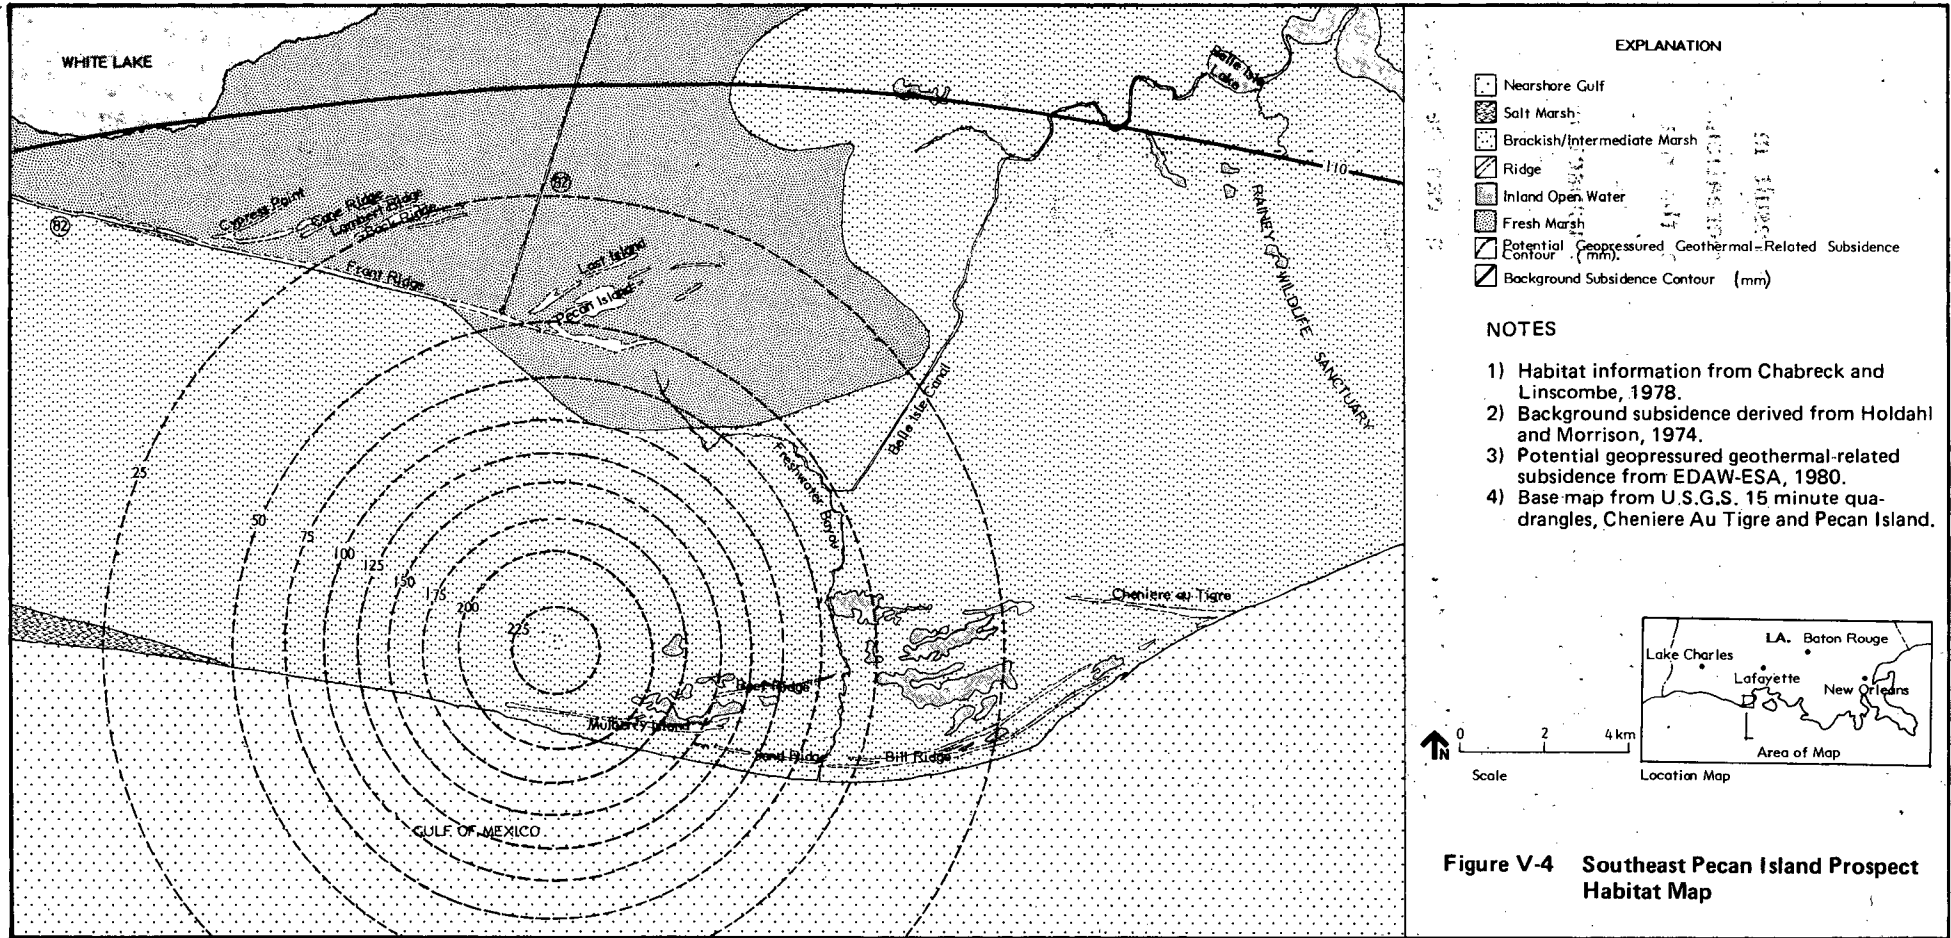 WHITE LAKE
Belle Isle
Lake
110
82
82
Cypress Point
Cane Ridge
Lambert Ridge
Back Ridge
Front Ridge
Lost Island
Pecan Island
RAINEY WILDLIFE SANCTUARY
Belle Isle Canal
Freshwater Bayou
25
50
75
100
125
150
175
200
225
Cheniere au Tigre
Beef Ridge
Mulberry Island
Sand Ridge
Bill Ridge
GULF OF MEXICO
EXPLANATION
Nearshore Gulf
Salt Marsh
Brackish/Intermediate Marsh
Ridge
Inland Open Water
Fresh Marsh
Potential Geopressured Geothermal-Related Subsidence
Contour (mm).
Background Subsidence Contour (mm)
NOTES
1) Habitat information from Chabreck and
Linscombe, 1978.
2) Background subsidence derived from Holdahl
and Morrison, 1974.
3) Potential geopressured geothermal-related
subsidence from EDAW-ESA, 1980.
4) Base map from U.S.G.S. 15 minute qua-
drangles, Cheniere Au Tigre and Pecan Island.
LA. Baton Rouge
Lake Charles
Lafayette
New Orleans
Area of Map
Location Map
N
0 2 4 km
Scale
Figure V-4 Southeast Pecan Island Prospect
Habitat Map